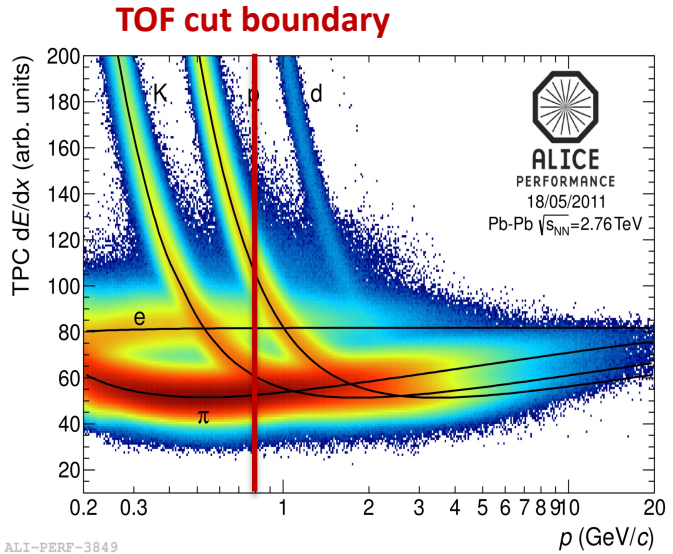 TOF cut boundary
TPC dE/dx (arb. units)
200
180
160
140
120
100
80
60
40
20
K
p
d
e
π
ALICE
PERFORMANCE
18/05/2011
Pb-Pb √sNN=2.76TeV
0.2 0.3 1 2 3 4 5 6 7 8 9 10 20
p (GeV/c)
ALI-PERF-3849